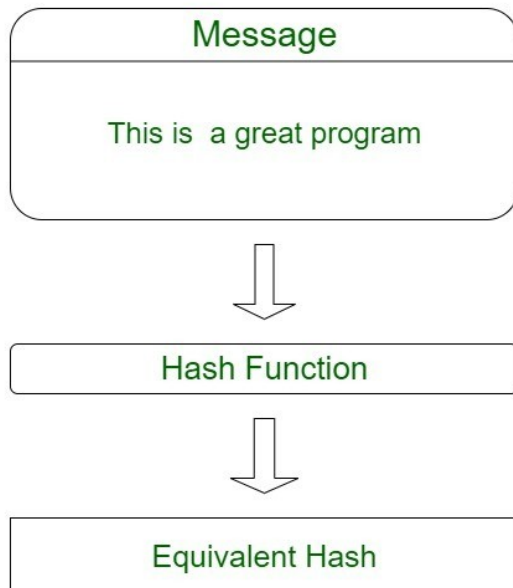 Message
This is  a great program
Hash Function
Equivalent Hash